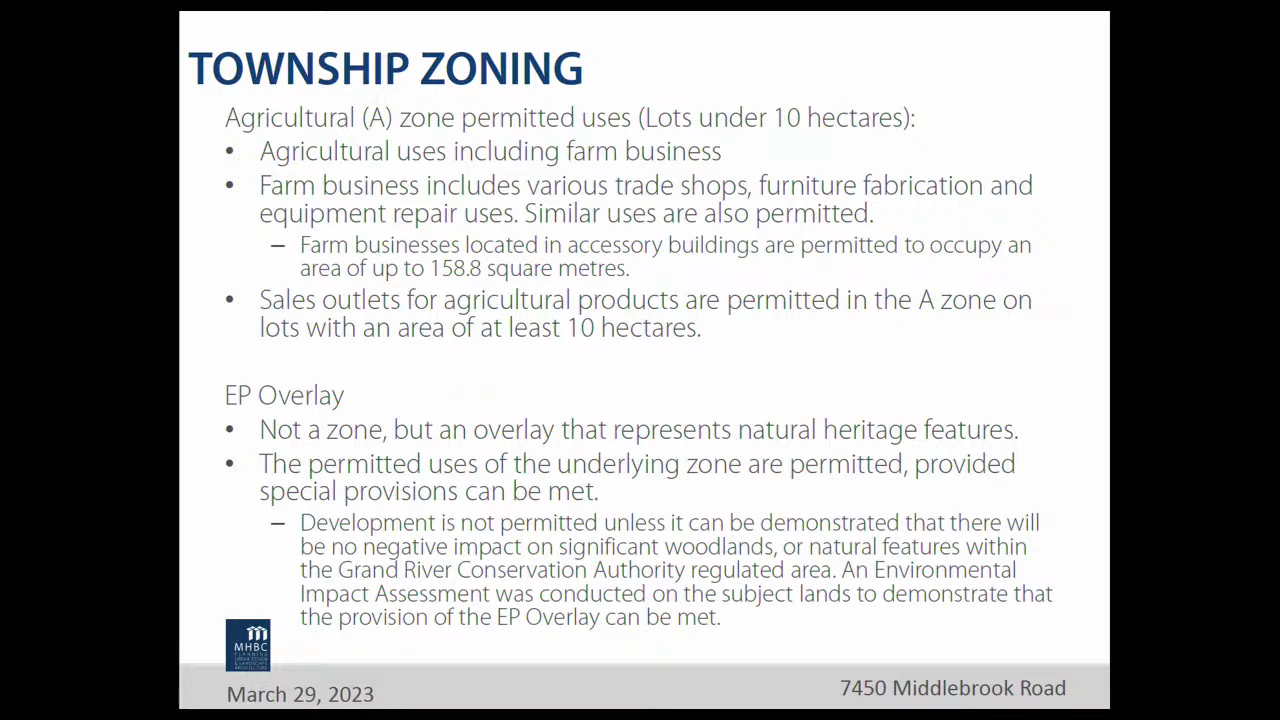 TOWNSHIP ZONING
Agricultural (A) zone permitted uses (Lots under 10 hectares):
• Agricultural uses including farm business
• Farm business includes various trade shops, furniture fabrication and
equipment repair uses. Similar uses are also permitted.
– Farm businesses located in accessory buildings are permitted to occupy an
area of up to 158.8 square metres.
• Sales outlets for agricultural products are permitted in the A zone on
lots with an area of at least 10 hectares.
EP Overlay
• Not a zone, but an overlay that represents natural heritage features.
• The permitted uses of the underlying zone are permitted, provided
special provisions can be met.
– Development is not permitted unless it can be demonstrated that there will
be no negative impact on significant woodlands, or natural features within
the Grand River Conservation Authority regulated area. An Environmental
Impact Assessment was conducted on the subject lands to demonstrate that
the provision of the EP Overlay can be met.
MHBC
PLANNING
URBAN DESIGN
& LANDSCAPE
ARCHITECTURE
March 29, 2023
7450 Middlebrook Road